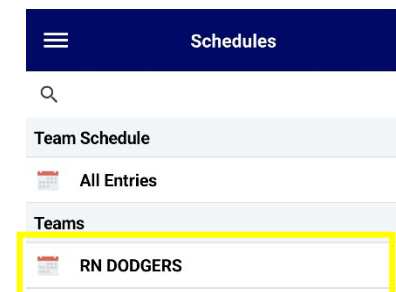 Schedules
Team Schedule
All Entries
Teams
RN DODGERS